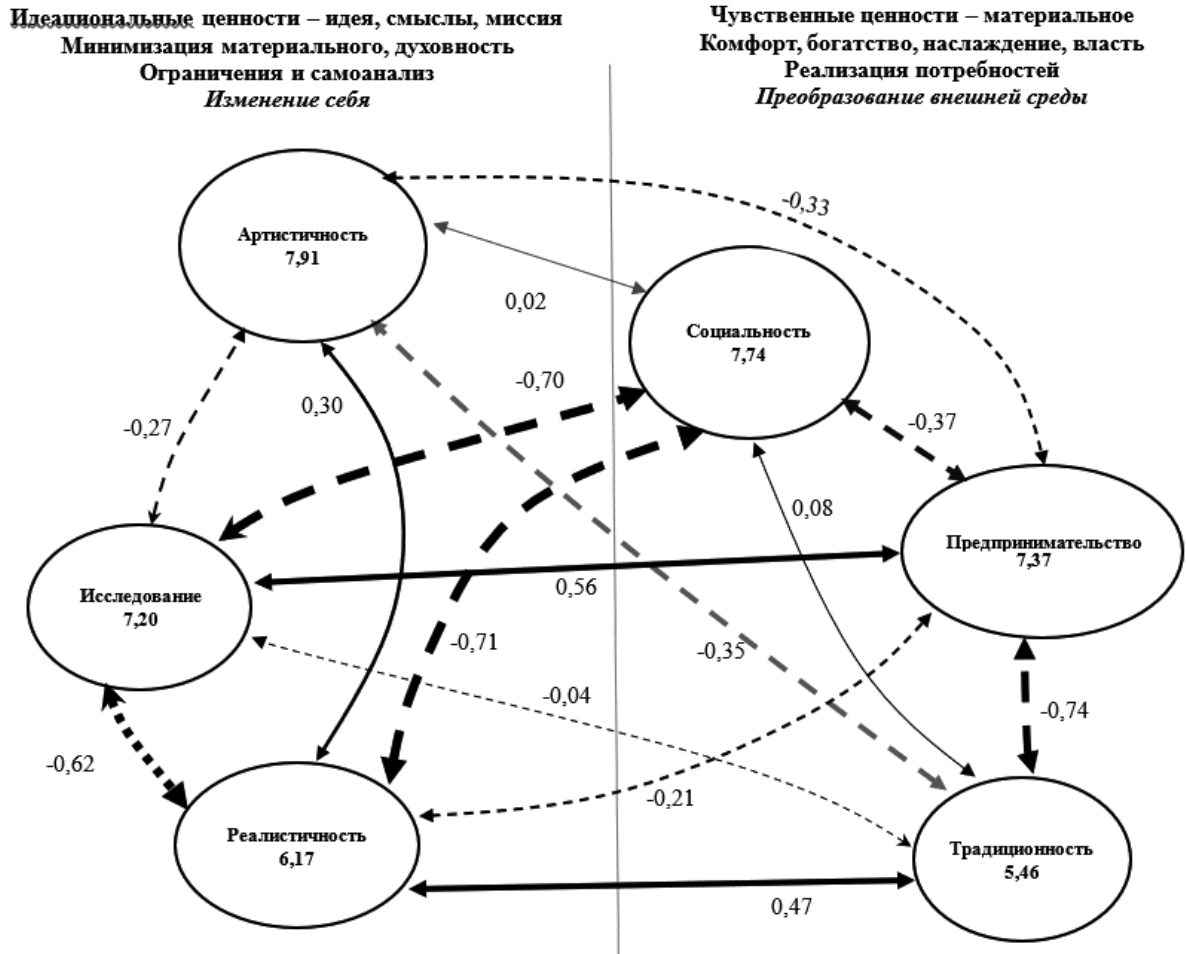 Идеациональные ценности – идея, смыслы, миссия
Минимизация материального, духовность
Ограничения и самоанализ
Изменение себя
Чувственные ценности – материальное
Комфорт, богатство, наслаждение, власть
Реализация потребностей
Преобразование внешней среды
Артистичность
7,91
-0,33
0,02
Социальность
7,74
-0,70
0,30
-0,27
-0,37
0,08
Предпринимательство
7,37
0,56
Исследование
7,20
-0,71
-0,35
-0,04
-0,74
-0,62
-0,21
Реалистичность
6,17
Традиционность
5,46
0,47